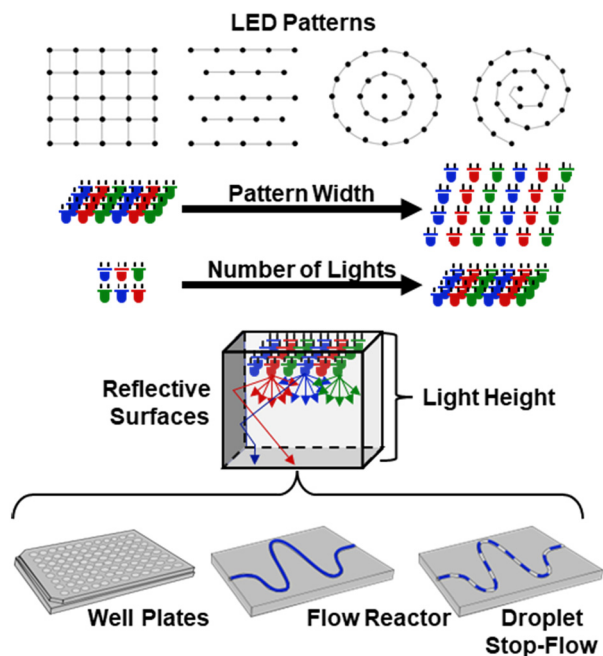 LED Patterns
Pattern Width
Number of Lights
Reflective
Surfaces
Light Height
Well Plates
Flow Reactor
Droplet
Stop-Flow